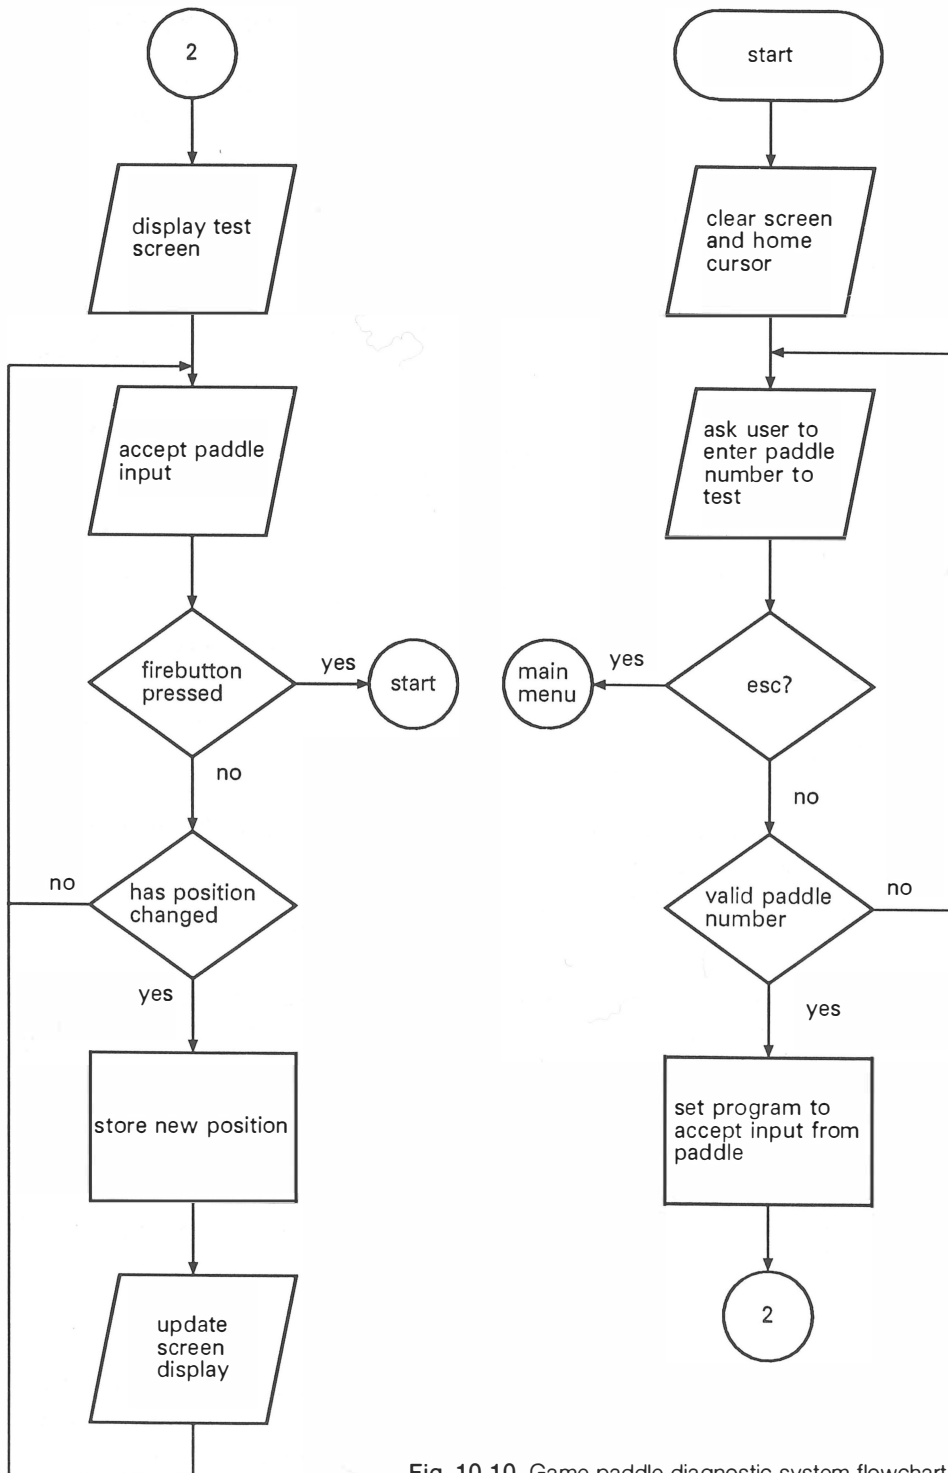 2
display test
screen
accept paddle
input
firebutton
pressed
yes
start
no
has position
changed
no
yes
store new position
update
screen
display
start
clear screen
and home
cursor
ask user to
enter paddle
number to
test
esc?
yes
main
menu
no
valid paddle
number
no
yes
set program to
accept input from
paddle
2
Fig. 10.10 Game paddle diagnostic system flowchart